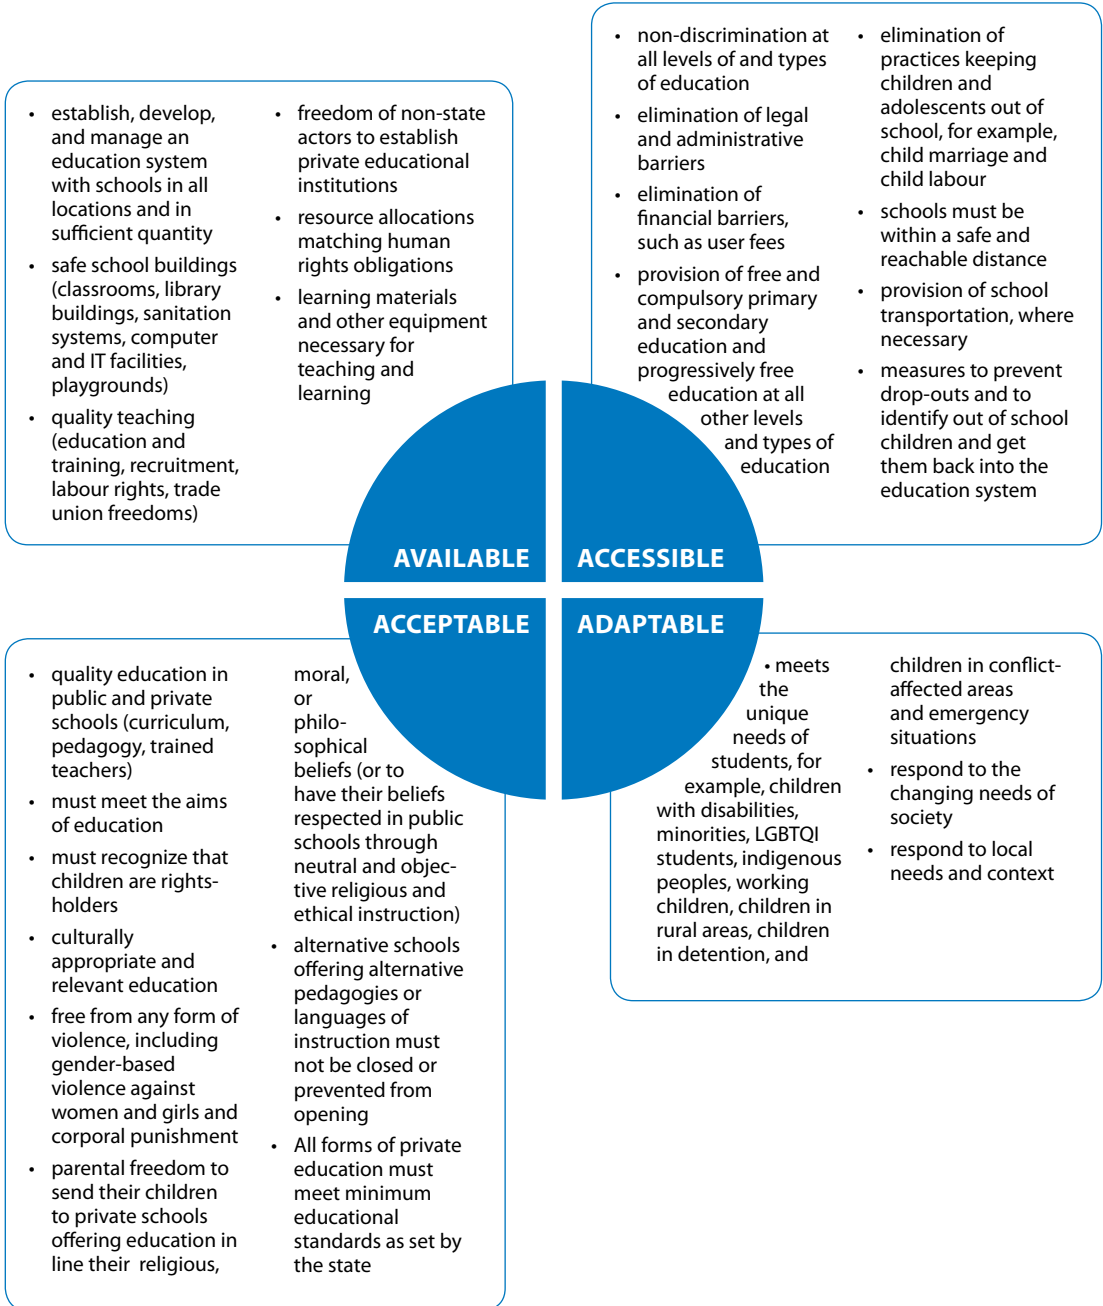 • establish, develop,
and manage an
education system
with schools in all
locations and in
sufficient quantity
• safe school buildings
(classrooms, library
buildings, sanitation
systems, computer
and IT facilities,
playgrounds)
• quality teaching
(education and
training, recruitment,
labour rights, trade
union freedoms)
• freedom of non-state
actors to establish
private educational
institutions
• resource allocations
matching human
rights obligations
• learning materials
and other equipment
necessary for
teaching and
learning
AVAILABLE
• non-discrimination at
all levels of and types
of education
• elimination of legal
and administrative
barriers
• elimination of
financial barriers,
such as user fees
• provision of free and
compulsory primary
and secondary
education and
progressively free
education at all
other levels
and types of
education
• elimination of
practices keeping
children and
adolescents out of
school, for example,
child marriage and
child labour
• schools must be
within a safe and
reachable distance
• provision of school
transportation, where
necessary
• measures to prevent
drop-outs and to
identify out of school
children and get
them back into the
education system
ACCESSIBLE
ACCEPTABLE
• quality education in
public and private
schools (curriculum,
pedagogy, trained
teachers)
• must meet the aims
of education
• must recognize that
children are rights-
holders
• culturally
appropriate and
relevant education
• free from any form of
violence, including
gender-based
violence against
women and girls and
corporal punishment
• parental freedom to
send their children
to private schools
offering education in
line their religious,
moral,
or
philo-
sophical
beliefs (or to
have their beliefs
respected in public
schools through
neutral and objec-
tive religious and
ethical instruction)
• alternative schools
offering alternative
pedagogies or
languages of
instruction must
not be closed or
prevented from
opening
• All forms of private
education must
meet minimum
educational
standards as set by
the state
ADAPTABLE
• meets
the
unique
needs of
students, for
example, children
with disabilities,
minorities, LGBTQI
students, indigenous
peoples, working
children, children in
rural areas, children
in detention, and
children in conflict-
affected areas
and emergency
situations
• respond to the
changing needs of
society
• respond to local
needs and context